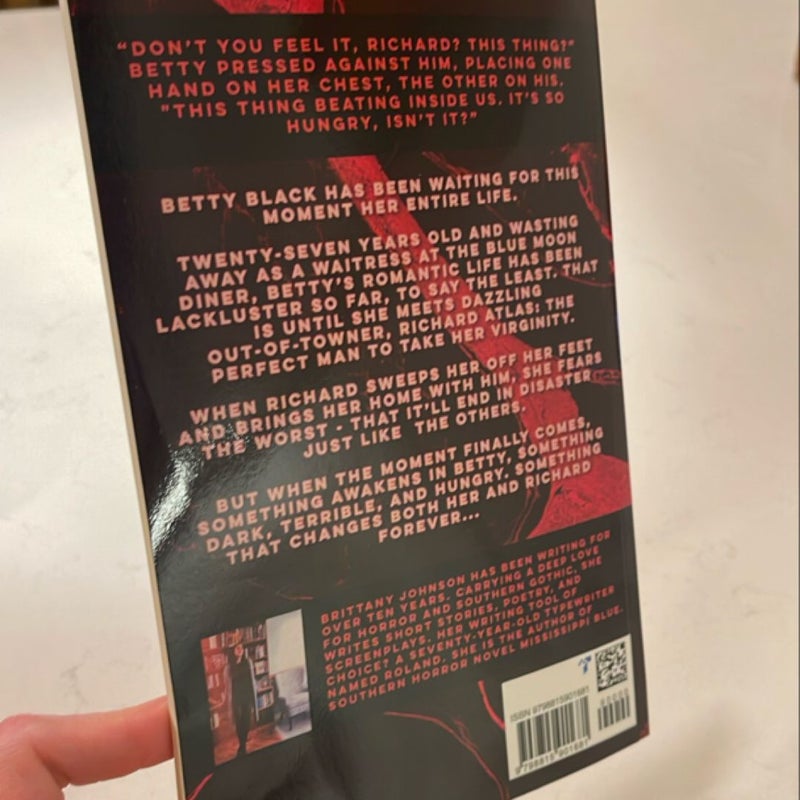 “DON'T YOU FEEL IT, RICHARD? THIS THING?”
BETTY PRESSED AGAINST HIM, PLACING ONE
HAND ON HER CHEST, THE OTHER ON HIS.
"THIS THING BEATING INSIDE US. IT'S SO
HUNGRY, ISN'T IT?”
BETTY BLACK HAS BEEN WAITING FOR THIS
MOMENT HER ENTIRE LIFE.
TWENTY-SEVEN YEARS OLD AND WASTING
AWAY AS A WAITRESS AT THE BLUE MOON
DINER, BETTY'S ROMANTIC LIFE HAS BEEN
LACKLUSTER SO FAR, TO SAY THE LEAST. THAT
IS UNTIL SHE MEETS DAZZLING
OUT-OF-TOWNER, RICHARD ATLAS: THE
PERFECT MAN TO TAKE HER VIRGINITY.
WHEN RICHARD SWEEPS HER OFF HER FEET
AND BRINGS HER HOME WITH HIM, SHE FEARS
THE WORST - THAT IT'LL END IN DISASTER
JUST LIKE THE OTHERS.
BUT WHEN THE MOMENT FINALLY COMES,
SOMETHING AWAKENS IN BETTY, SOMETHING
DARK, TERRIBLE, AND HUNGRY. SOMETHING
THAT CHANGES BOTH HER AND RICHARD
FOREVER...
BRITTANY JOHNSON HAS BEEN WRITING FOR
OVER TEN YEARS. CARRYING A DEEP LOVE
FOR HORROR AND SOUTHERN GOTHIC, SHE
WRITES SHORT STORIES, POETRY, AND
SCREENPLAYS. HER WRITING TOOL OF
CHOICE? A SEVENTY-YEAR-OLD TYPEWRITER
NAMED ROLAND. SHE IS THE AUTHOR OF
SOUTHERN HORROR NOVEL MISSISSIPPI BLUE.
ISBN 9798815901681
90000
9 798815 901681